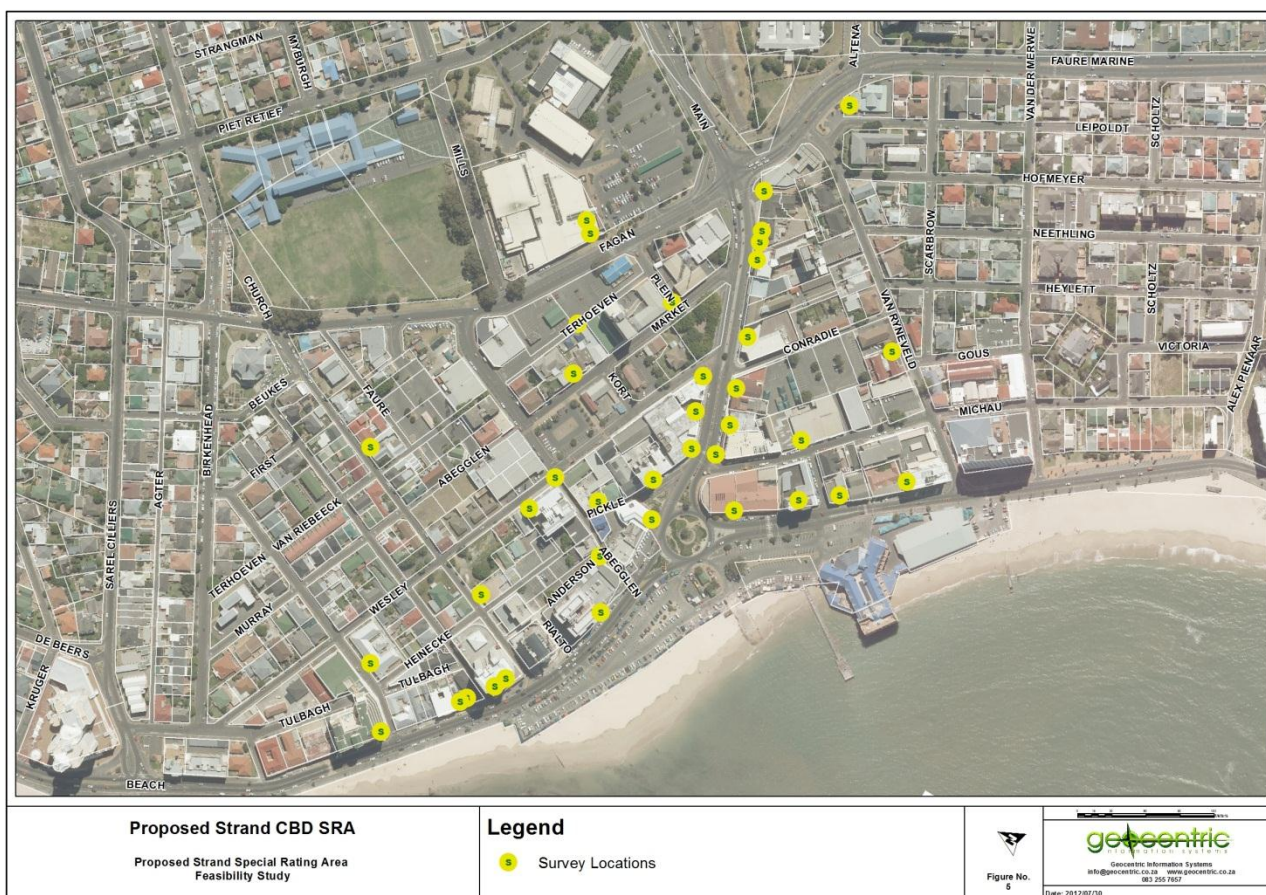 STRANGMAN
MYBURGH
PIET RETIEF
MILLS
MAIN
ALTENA
VAN DER MERWE
FAURE MARINE
LEIPOLDT
SCHOLTZ
HOFMEYER
NEETHLING
SCARBROW
HEYLETT
SCHOLTZ
VICTORIA
ALEX PIENAAR
FAGAN
PLEIN
TERHOEVEN
MARKET
KORT
CONRADIE
VAN RYNEVELD
GOUS
MICHAU
CHURCH
BEUKES
FAURE
FIRST
ABEGGLEN
BIRKENHEAD
AGTER
SAREL CILLIERS
VAN RIEBEECK
TERHOEVEN
MURRAY
WESLEY
PICKLE
ANDERSON
ABEGGLEN
RIALTO
HEINECKE
TULBAGH
TULBAGH
DE BEERS
KRUGER
BEACH
Proposed Strand CBD SRA
Proposed Strand Special Rating Area
Feasibility Study
Legend
S Survey Locations
Figure No.
5
geocentric
information systems
Geocentric Information Systems
info@geocentric.co.za www.geocentric.co.za
083 255 7657
Date: 2012/07/30